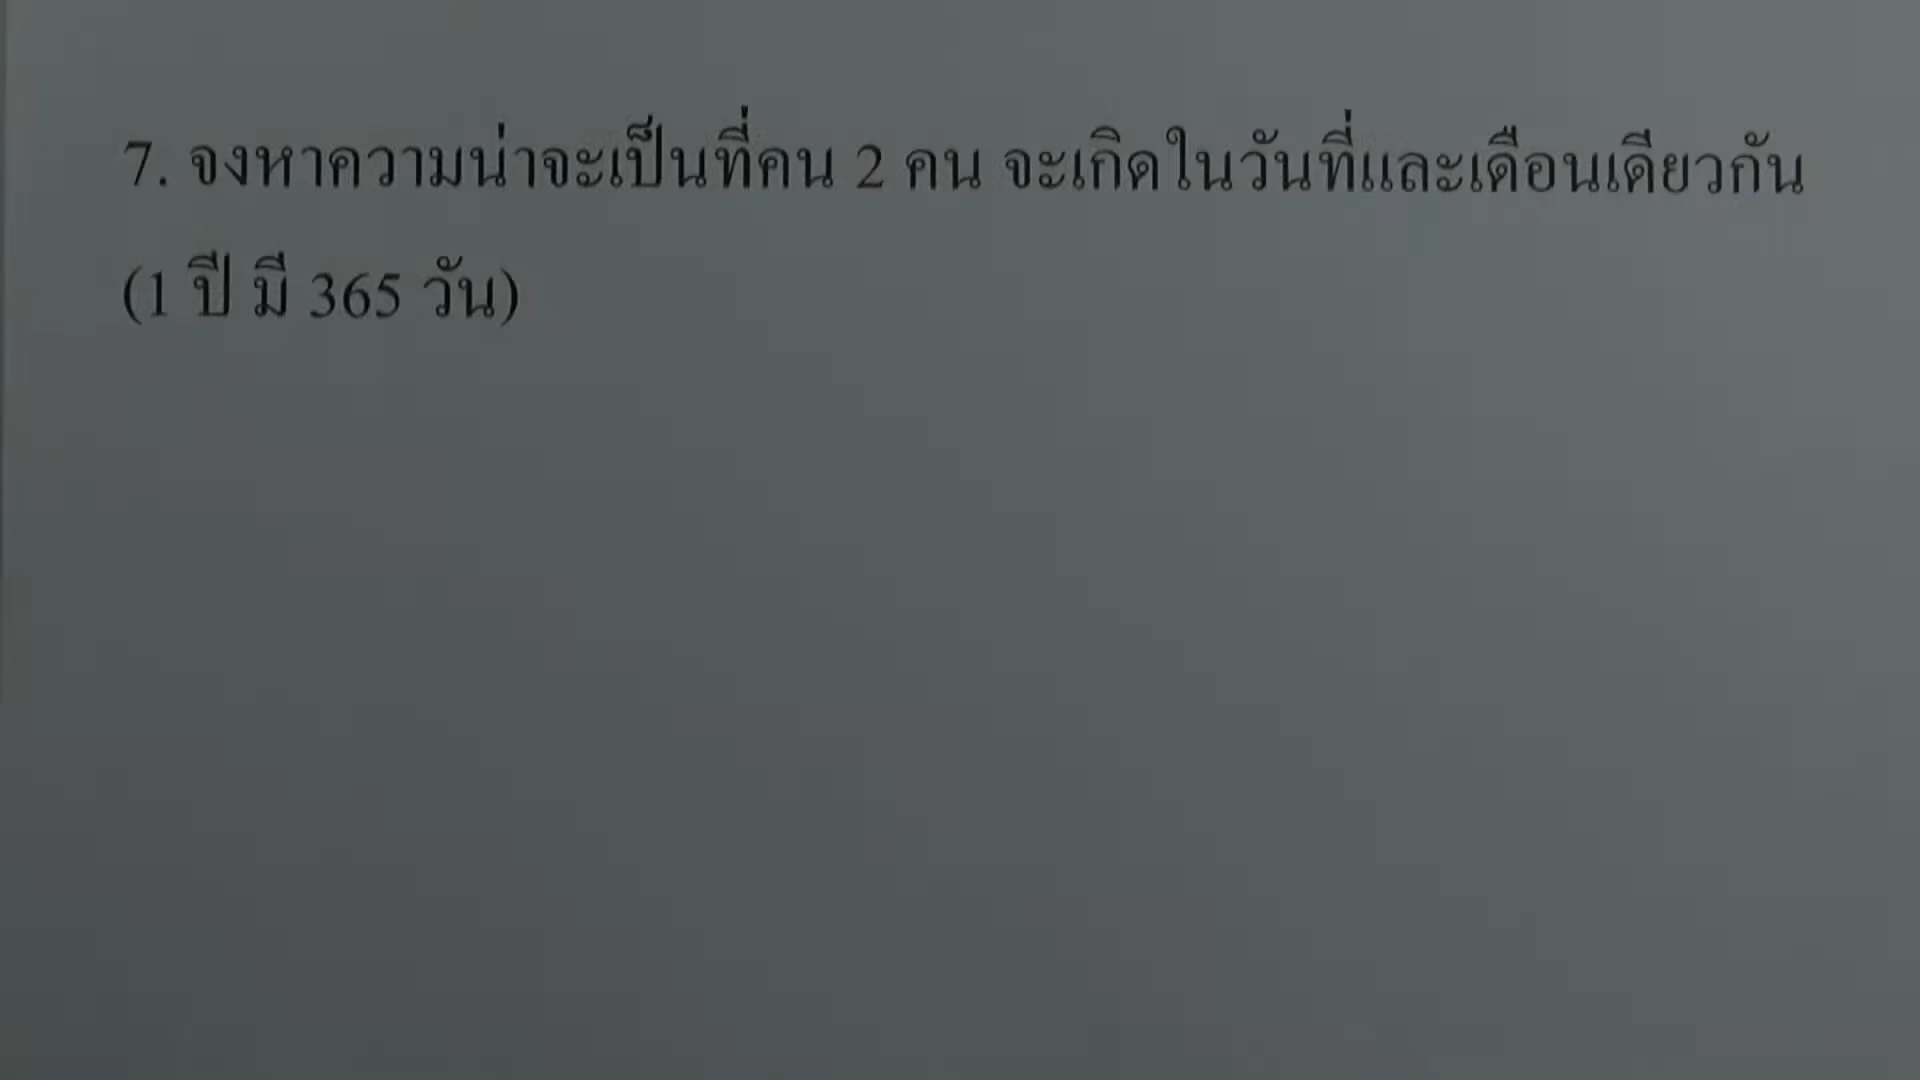 7. จงหาความน่าจะเป็นที่คน 2 คน จะเกิดในวันที่และเดือนเดียวกัน
(1 ปี มี 365 วัน)